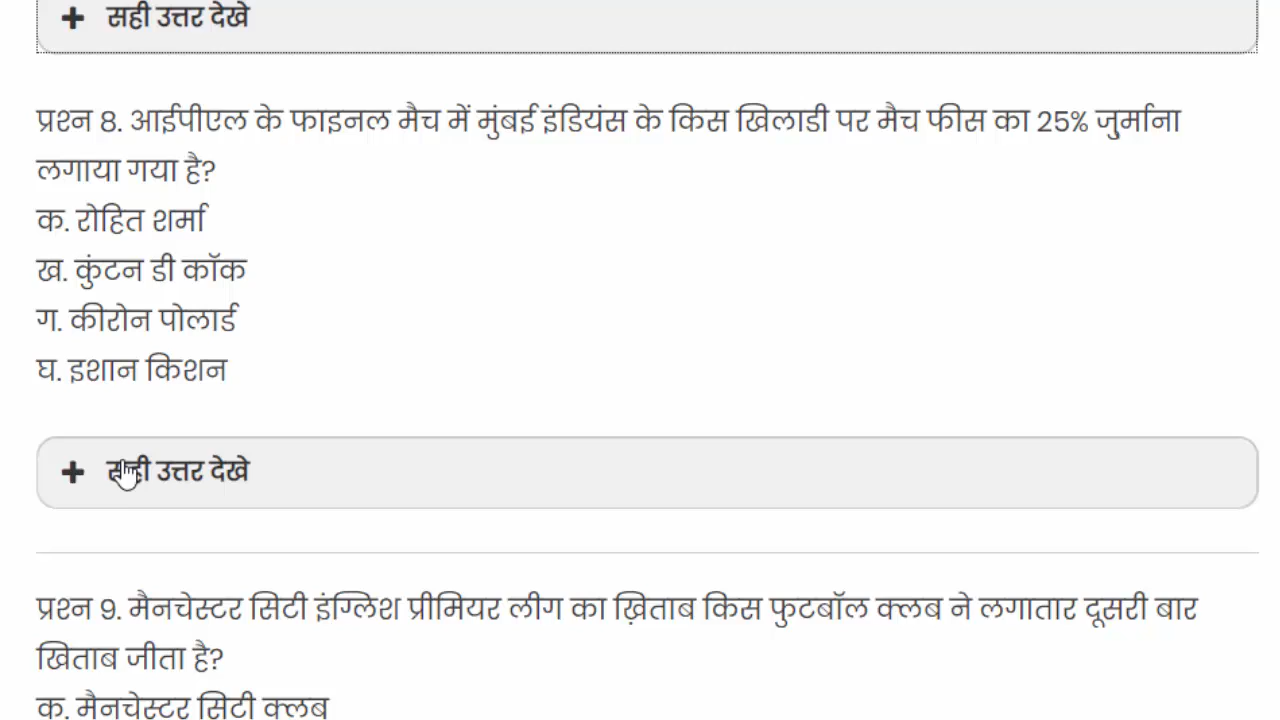 सही उत्तर देखे
प्रश्न 8. आईपीएल के फाइनल मैच में मुंबई इंडियंस के किस खिलाडी पर मैच फीस का 25% जु्र्माना
लगाया गया है?
क. रोहित शर्मा
ख. कुंटन डी कॉक
ग. कीरोन पोलार्ड
घ. इशान किशन
सही उत्तर देखे
प्रश्न 9. मैनचेस्टर सिटी इंग्लिश प्रीमियर लीग का ख़िताब किस फुटबॉल क्लब ने लगातार दूसरी बार
खिताब जीता है?
क. मैनचेस्टर सिटी क्लब